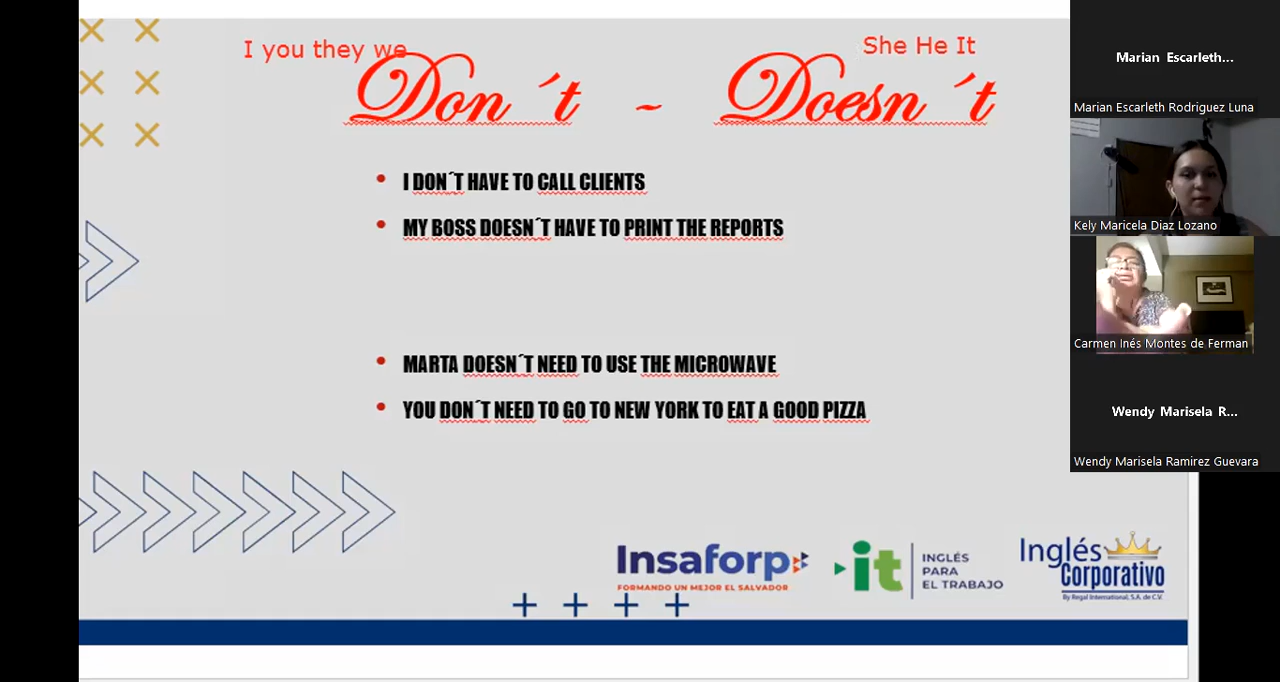 I you they we
She He It
Don´t ~ Doesn´t
• I DON´T HAVE TO CALL CLIENTS
• MY BOSS DOESN´T HAVE TO PRINT THE REPORTS
• MARTA DOESN´T NEED TO USE THE MICROWAVE
• YOU DON´T NEED TO GO TO NEW YORK TO EAT A GOOD PIZZA
Insaforp
FORMANDO UN MEJOR EL SALVADOR
it
INGLÉS
PARA
EL TRABAJO
Inglés
Corporativo
By Regal International, S.A. de C.V.
Marian Escarleth...
Marian Escarleth Rodriguez Luna
Kely Maricela Diaz Lozano
Carmen Inés Montes de Ferman
Wendy Marisela R...
Wendy Marisela Ramirez Guevara